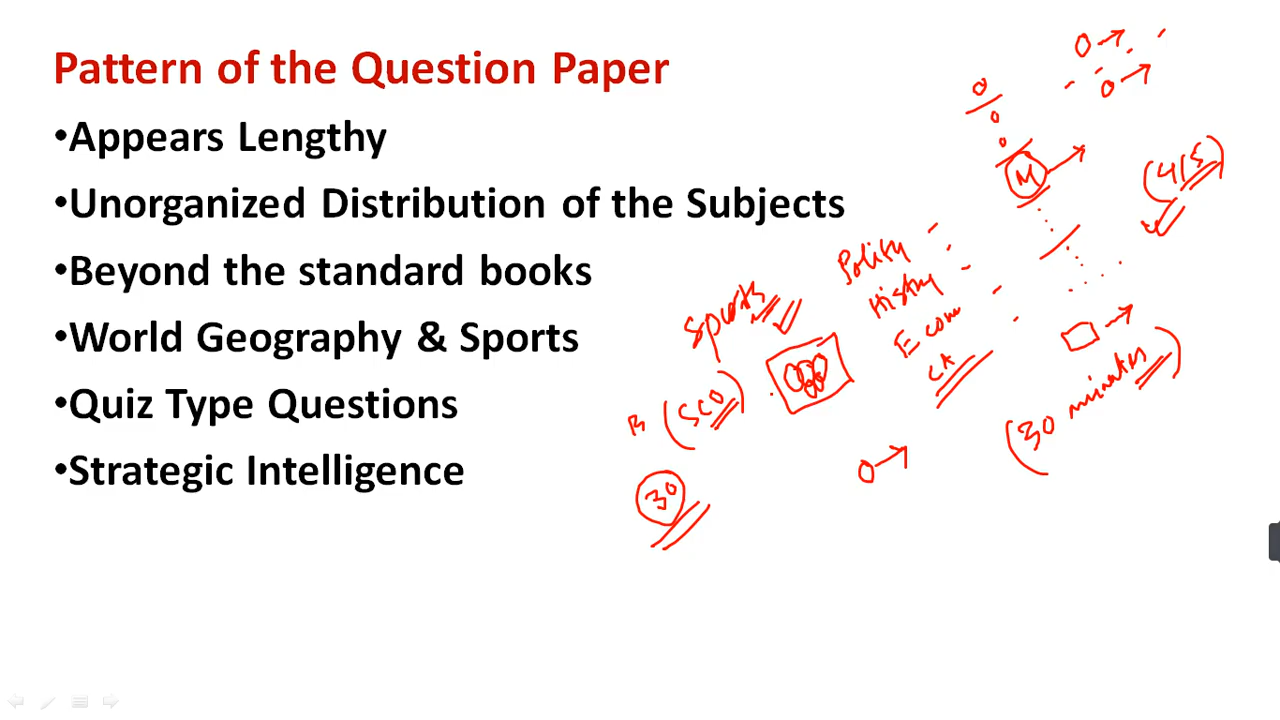 Pattern of the Question Paper
•Appears Lengthy
•Unorganized Distribution of the Subjects
•Beyond the standard books
•World Geography & Sports
•Quiz Type Questions
•Strategic Intelligence
M
(4/5)
Polity
History
Econ
CA
Sports
(SCO)
30
(30 minutes)